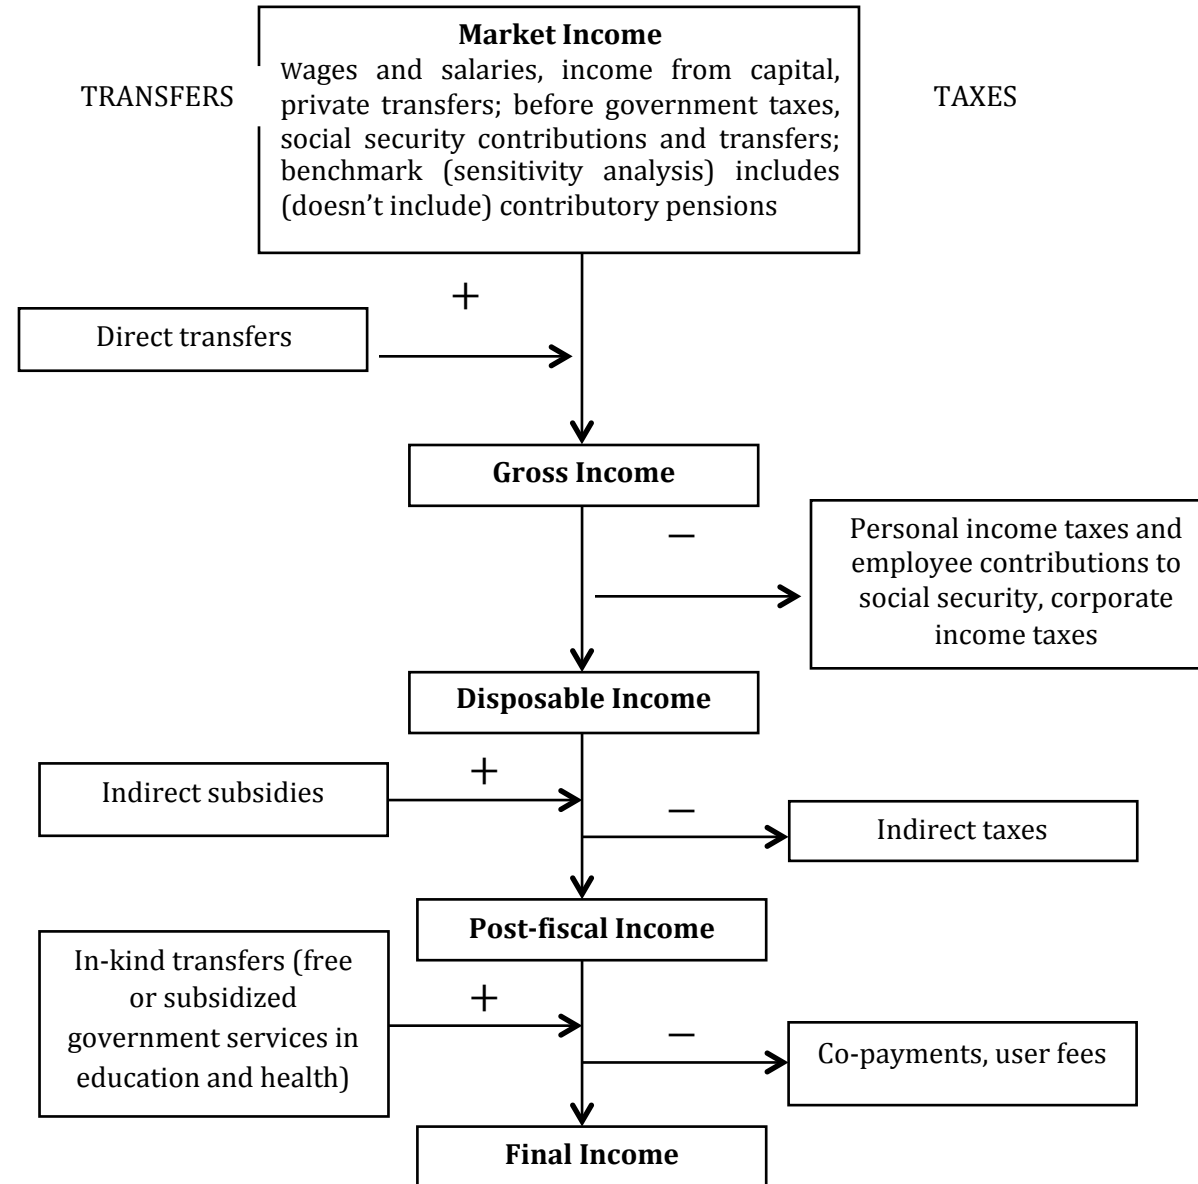 Market Income
TRANSFERS
Wages and salaries, income from capital,
private transfers; before government taxes,
social security contributions and transfers;
benchmark (sensitivity analysis) includes
(doesn’t include) contributory pensions
TAXES
+
Direct transfers
Gross Income
−
Personal income taxes and
employee contributions to
social security, corporate
income taxes
Disposable Income
+
Indirect subsidies
−
Indirect taxes
Post-fiscal Income
In-kind transfers (free
or subsidized
government services in
education and health)
+
−
Co-payments, user fees
Final Income